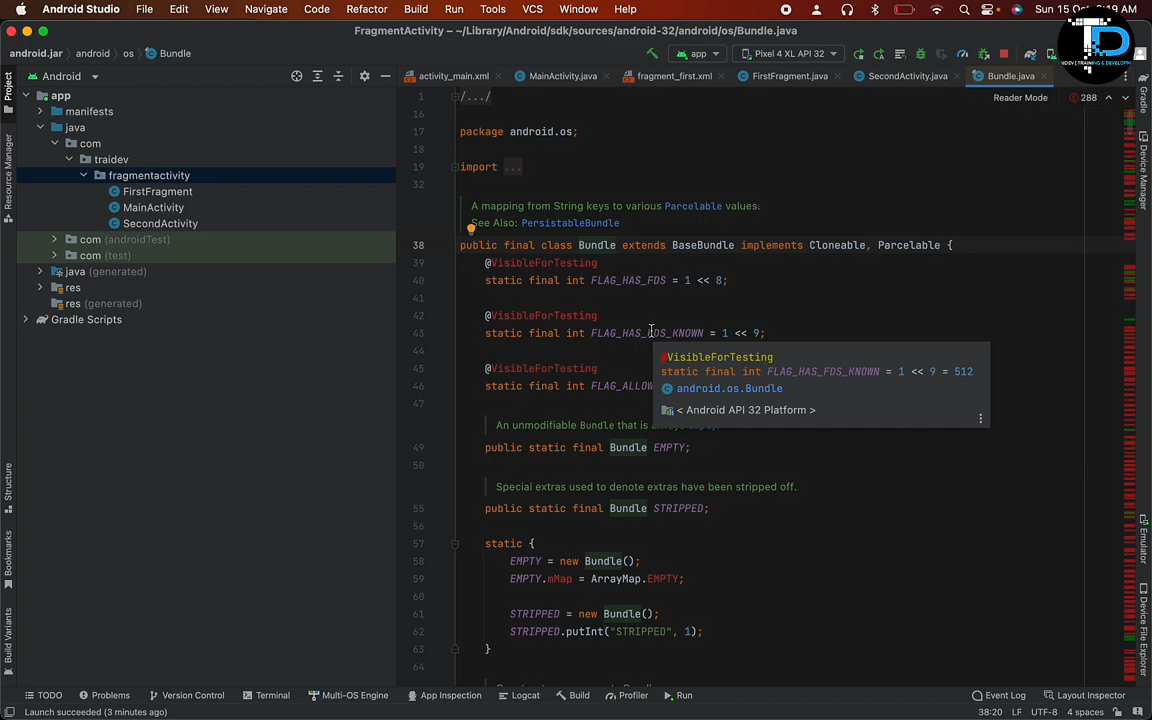 Android Studio File Edit View Navigate Code Refactor Build Run Tools VCS Window Help Sun 15
FragmentActivity – ~/Library/Android/sdk/sources/android-32/android/os/Bundle.java
android.jar android os Bundle app Pixel 4 XL API 32
Android activity_main.xml MainActivity.java fragment_first.xml FirstFragment.java SecondActivity.java Bundle.java
TD
Reader Mode 288
Project
Resource Manager
Structure
Bookmarks
Build Variants
Gradle
Device Manager
Emulator
Device File Explorer
app
manifests
java
com
traidev
fragmentactivity
FirstFragment
MainActivity
SecondActivity
com (androidTest)
com (test)
java (generated)
res
res (generated)
Gradle Scripts
1 /.../
16
17 package android.os;
18
19 import ...
32
A mapping from String keys to various Parcelable values.
See Also: PersistableBundle
38 public final class Bundle extends BaseBundle implements Cloneable, Parcelable {
39 @VisibleForTesting
40 static final int FLAG_HAS_FDS = 1 << 8;
41
42 @VisibleForTesting
43 static final int FLAG_HAS_FDS_KNOWN = 1 << 9;
44
45 @VisibleForTesting
46 static final int FLAG_ALLOW
47
An unmodifiable Bundle that is always empty.
49 public static final Bundle EMPTY;
50
Special extras used to denote extras have been stripped off.
55 public static final Bundle STRIPPED;
56
57 static {
58 EMPTY = new Bundle();
59 EMPTY.mMap = ArrayMap.EMPTY;
60
61 STRIPPED = new Bundle();
62 STRIPPED.putInt("STRIPPED", 1);
63 }
64
@VisibleForTesting
static final int FLAG_HAS_FDS_KNOWN = 1 << 9 = 512
android.os.Bundle
< Android API 32 Platform >
TODO Problems Version Control Terminal Multi-OS Engine App Inspection Logcat Build Profiler Run Event Log Layout Inspector
Launch succeeded (3 minutes ago) 38:20 LF UTF-8 4 spaces